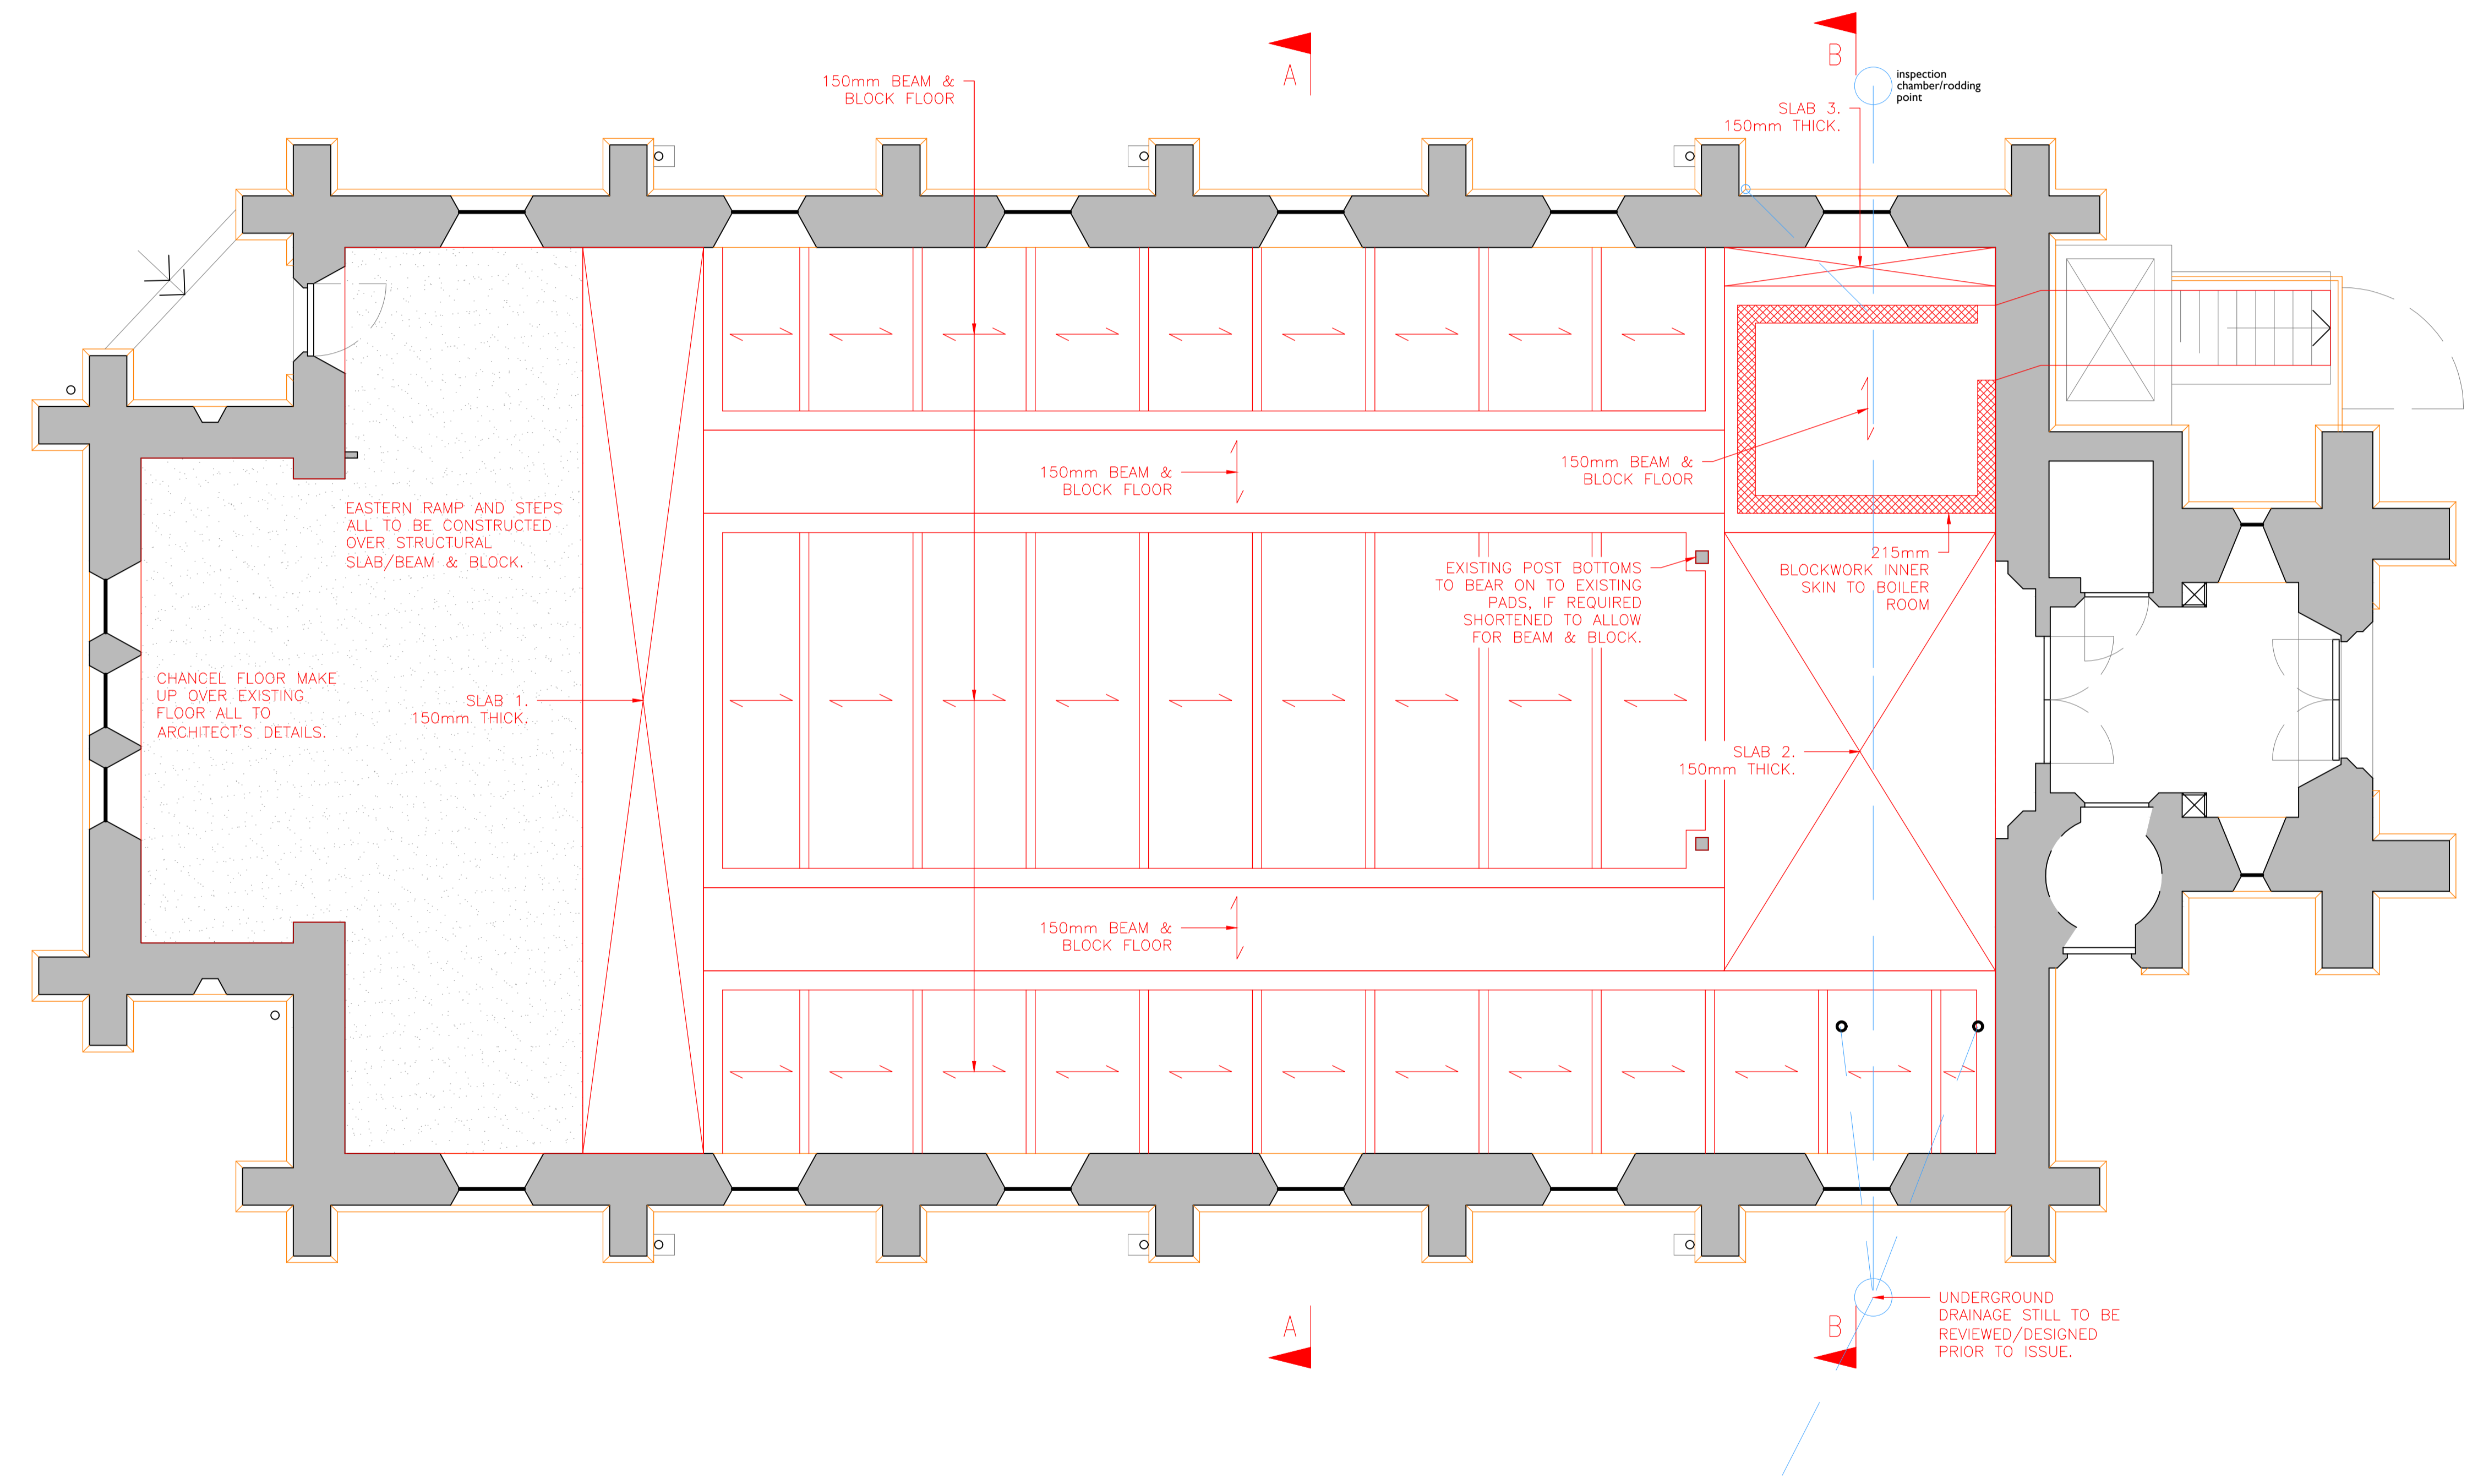 A
B
inspection
chamber/rodding
point
150mm BEAM &
BLOCK FLOOR
SLAB 3.
150mm THICK.
150mm BEAM &
BLOCK FLOOR
150mm BEAM &
BLOCK FLOOR
EASTERN RAMP AND STEPS
ALL TO BE CONSTRUCTED
OVER STRUCTURAL
SLAB/BEAM & BLOCK.
EXISTING POST BOTTOMS
TO BEAR ON TO EXISTING
PADS, IF REQUIRED
SHORTENED TO ALLOW
FOR BEAM & BLOCK.
215mm
BLOCKWORK INNER
SKIN TO BOILER
ROOM
CHANCEL FLOOR MAKE
UP OVER EXISTING
FLOOR ALL TO
ARCHITECT'S DETAILS.
SLAB 1.
150mm THICK.
SLAB 2.
150mm THICK.
150mm BEAM &
BLOCK FLOOR
A
B
UNDERGROUND
DRAINAGE STILL TO BE
REVIEWED/DESIGNED
PRIOR TO ISSUE.